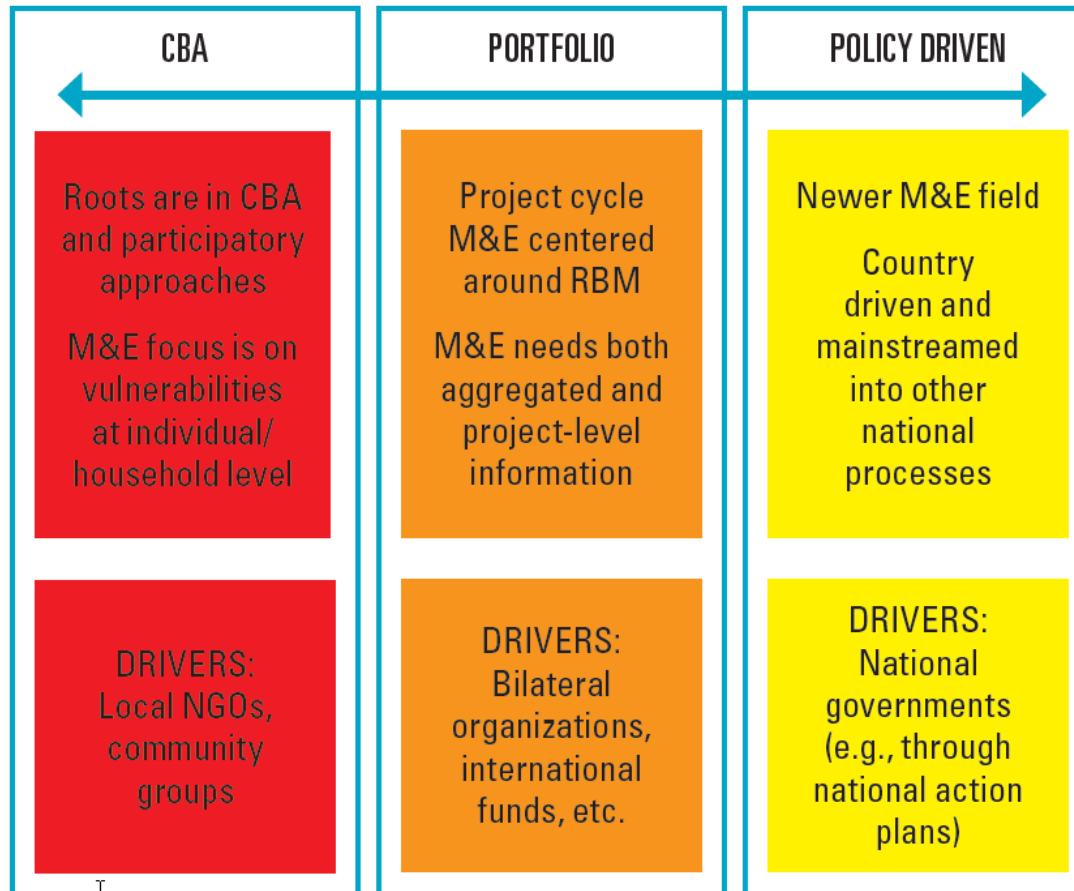 CBA
Roots are in CBA
and participatory
approaches
M&E focus is on
vulnerabilities
at individual/
household level
DRIVERS:
Local NGOs,
community
groups
PORTFOLIO
Project cycle
M&E centered
around RBM
M&E needs both
aggregated and
project-level
information
DRIVERS:
Bilateral
organizations,
international
funds, etc.
POLICY DRIVEN
Newer M&E field
Country
driven and
mainstreamed
into other
national
processes
DRIVERS:
National
governments
(e.g., through
national action
plans)